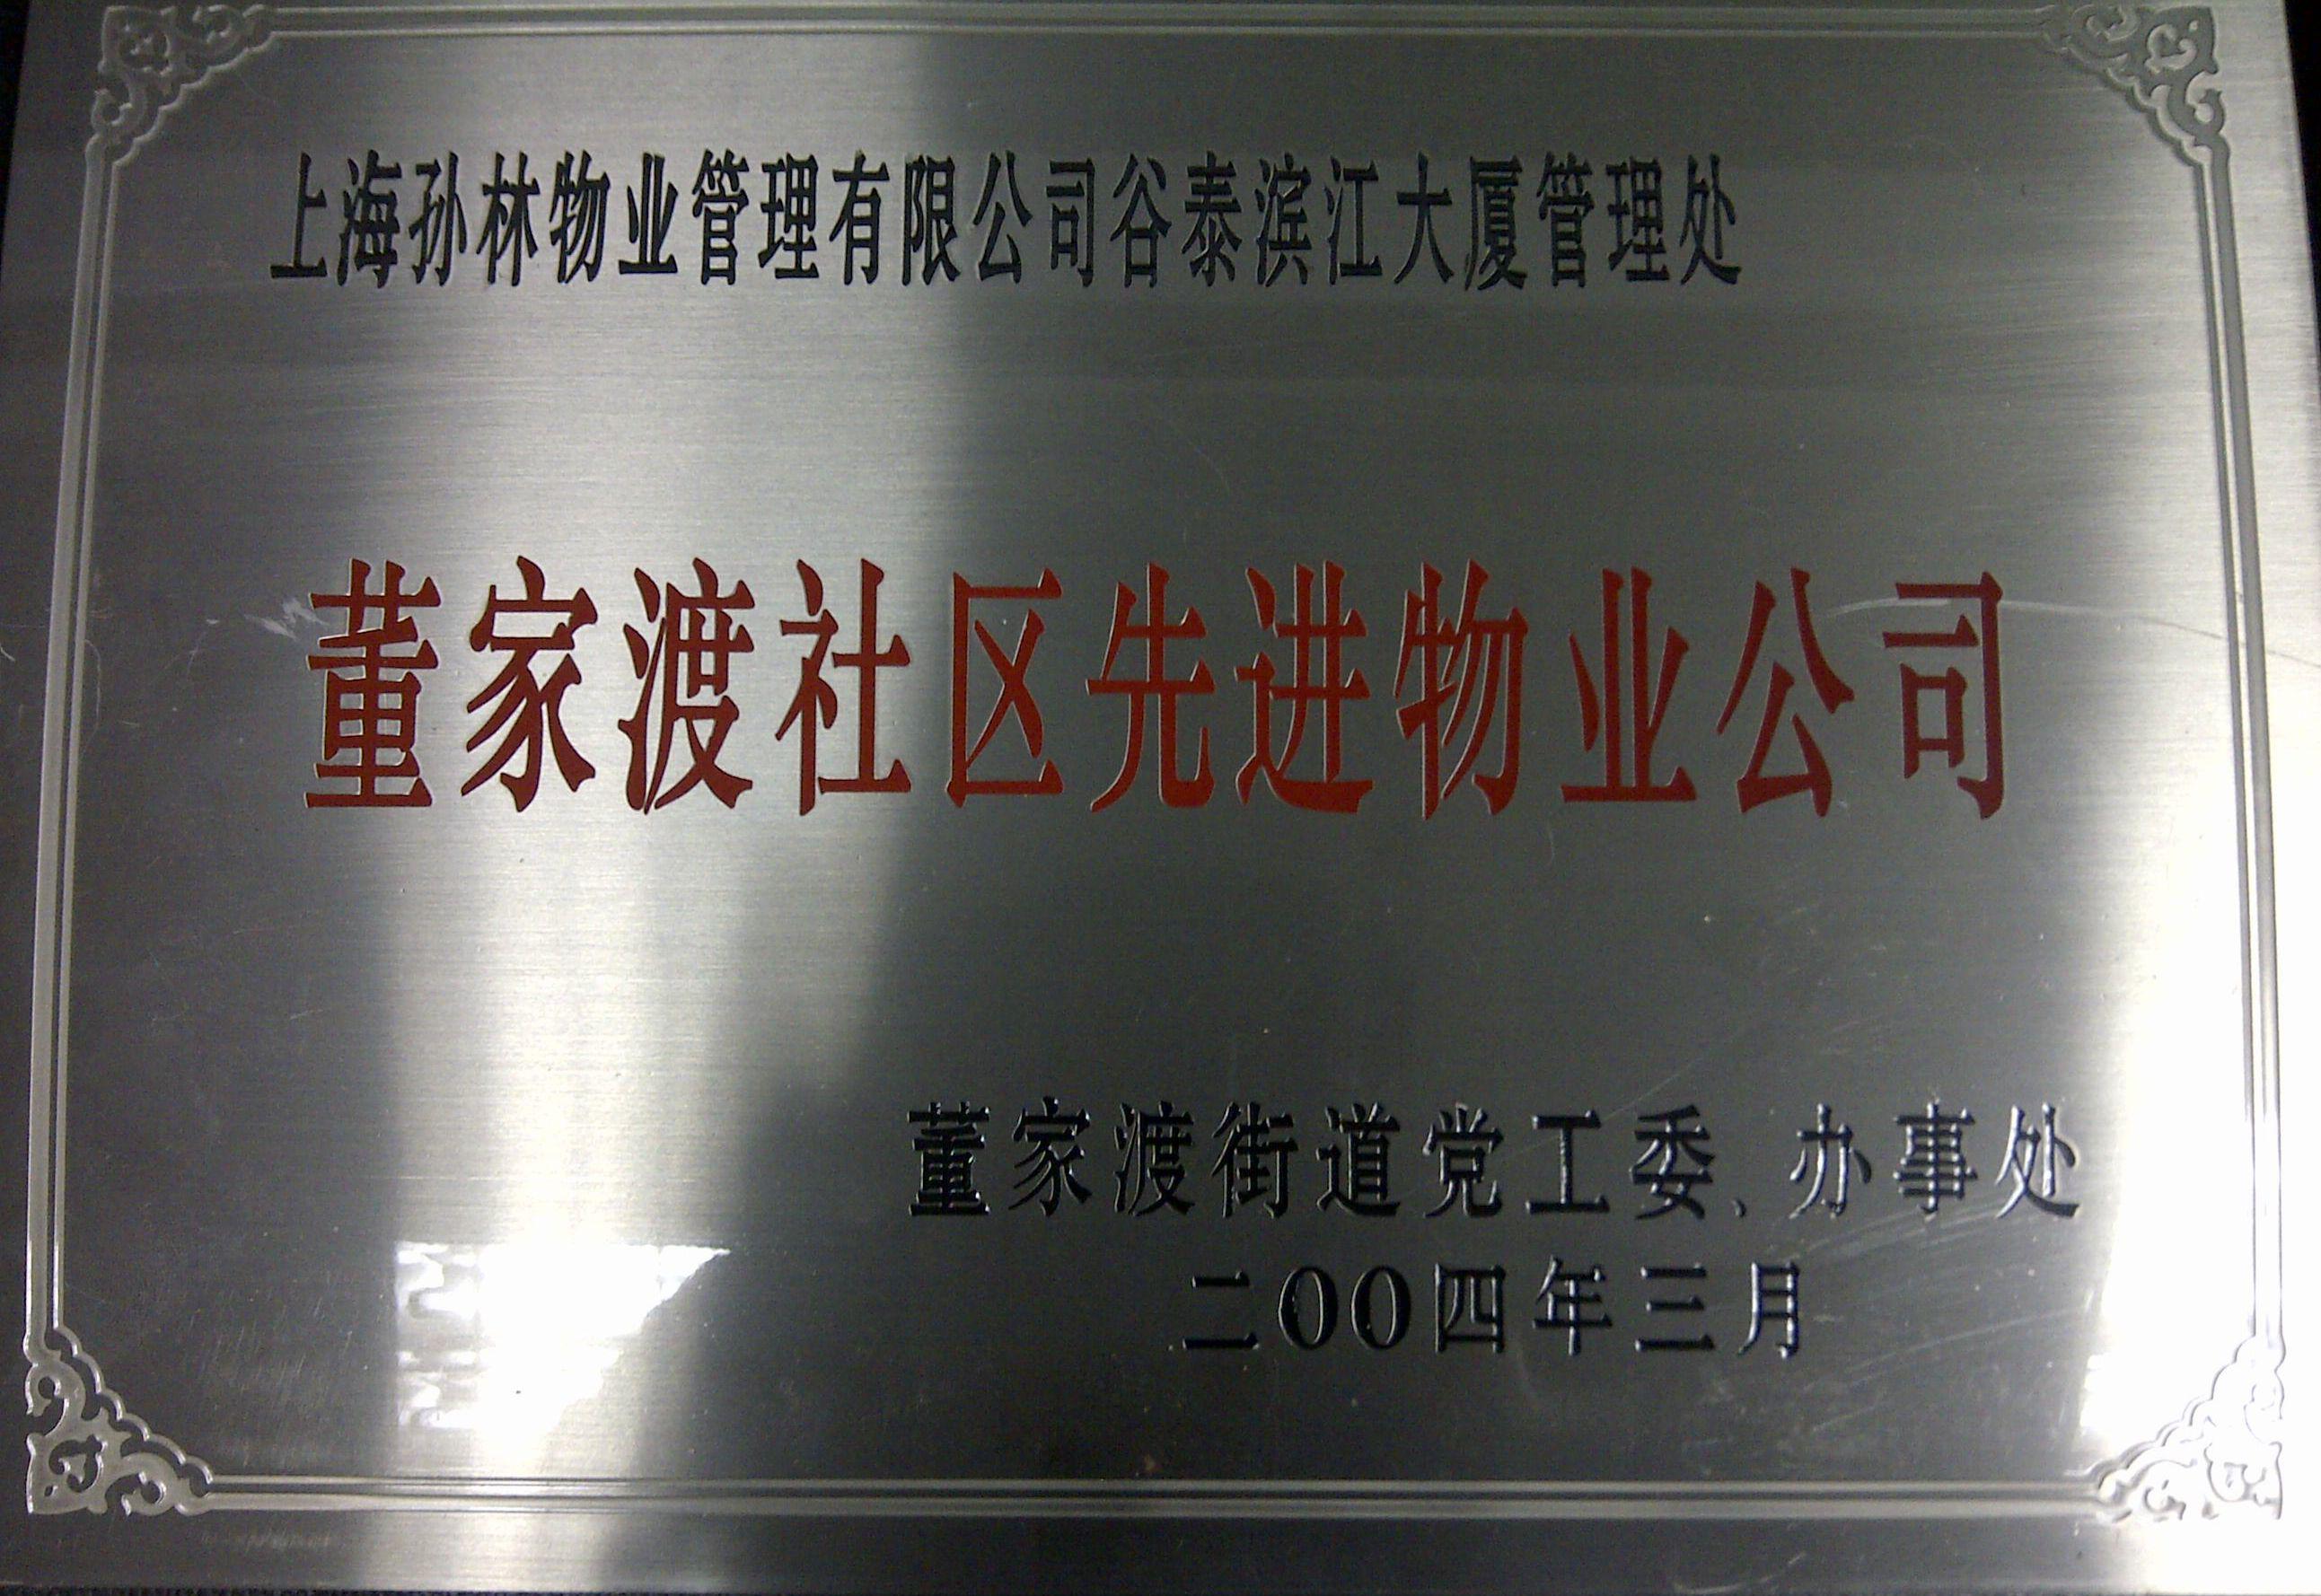 上海孙林物业管理有限公司谷泰滨江大厦管理处
董家渡社区先进物业公司
董家渡街道党工委、办事处
二00四年三月